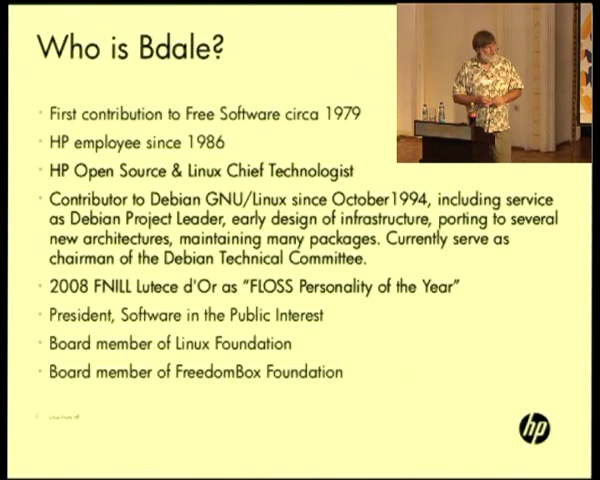 Who is Bdale?
First contribution to Free Software circa 1979
HP employee since 1986
HP Open Source & Linux Chief Technologist
Contributor to Debian GNU/Linux since October1994, including service
as Debian Project Leader, early design of infrastructure, porting to several
new architectures, maintaining many packages. Currently serve as
chairman of the Debian Technical Committee.
2008 FNILL Lutece d'Or as “FLOSS Personality of the Year”
President, Software in the Public Interest
Board member of Linux Foundation
Board member of FreedomBox Foundation
hp